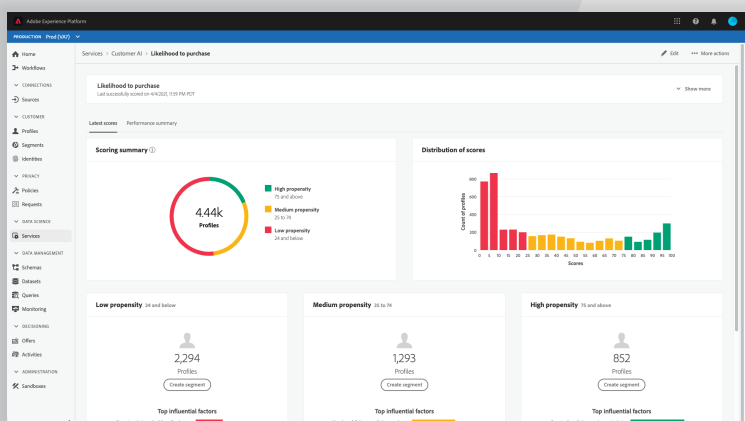 Adobe Experience Platform
PRODUCTION Prod (VA7)
Home
Workflows
CONNECTIONS
Sources
CUSTOMER
Profiles
Segments
Identities
PRIVACY
Policies
Requests
DATA SCIENCE
Services
DATA MANAGEMENT
Schemas
Datasets
Queries
Monitoring
DECISIONING
Offers
Activities
ADMINISTRATION
Sandboxes
Services > Customer AI > Likelihood to purchase
Edit
More actions
Likelihood to purchase
Last successfully scored on 4/4/2021, 11:59 PM PDT
Show more
Latest scores Performance summary
Scoring summary
4.44k
Profiles
High propensity
75 and above
Medium propensity
25 to 74
Low propensity
24 and below
Distribution of scores
Count of profiles
800
600
400
200
0
0 5 10 15 20 25 30 35 40 45 50 55 60 65 70 75 80 85 90 95 100
Scores
Low propensity 24 and below
2,294
Profiles
Create segment
Top influential factors
Medium propensity 25 to 74
1,293
Profiles
Create segment
Top influential factors
High propensity 75 and above
852
Profiles
Create segment
Top influential factors